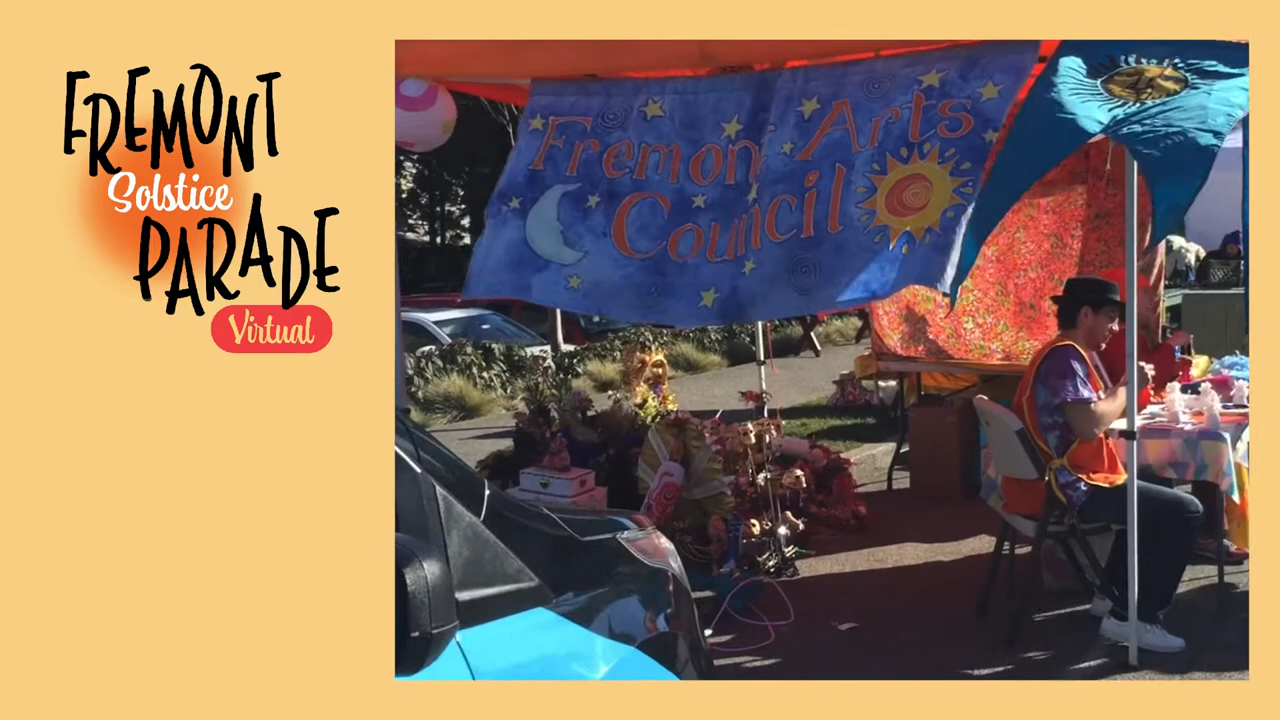 FREMONT
Solstice
PARADE
Virtual
Fremont Arts
Council